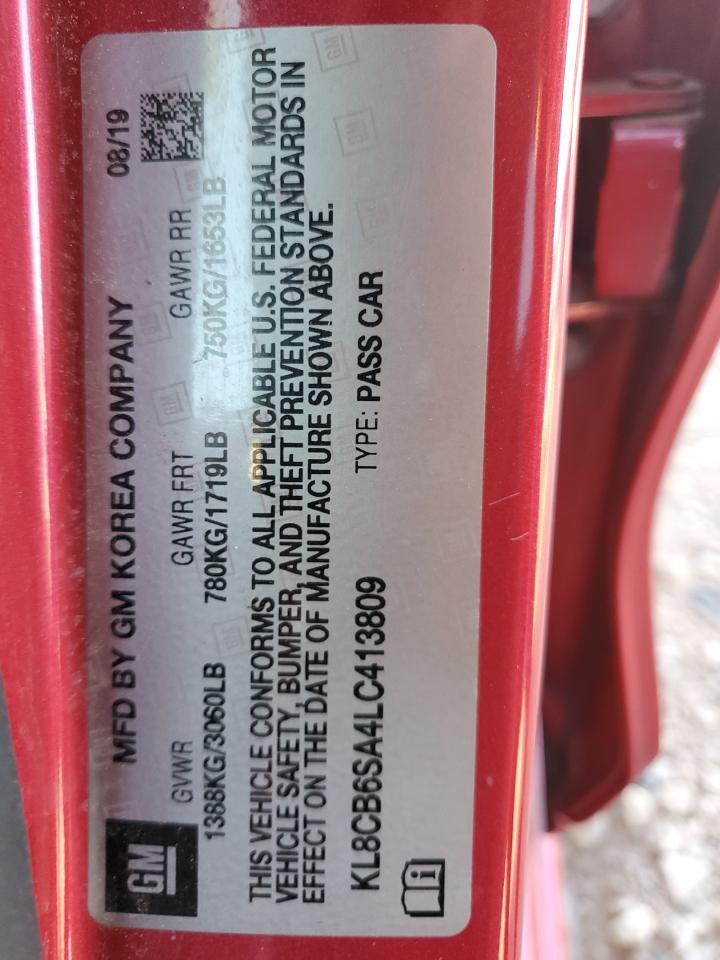 GM
MFD BY GM KOREA COMPANY 08/19
GVWR GAWR FRT GAWR RR
1388KG/3060LB 780KG/1719LB 750KG/1653LB
THIS VEHICLE CONFORMS TO ALL APPLICABLE U.S. FEDERAL MOTOR
VEHICLE SAFETY, BUMPER, AND THEFT PREVENTION STANDARDS IN
EFFECT ON THE DATE OF MANUFACTURE SHOWN ABOVE.
KL8CB6SA4LC413809 TYPE: PASS CAR